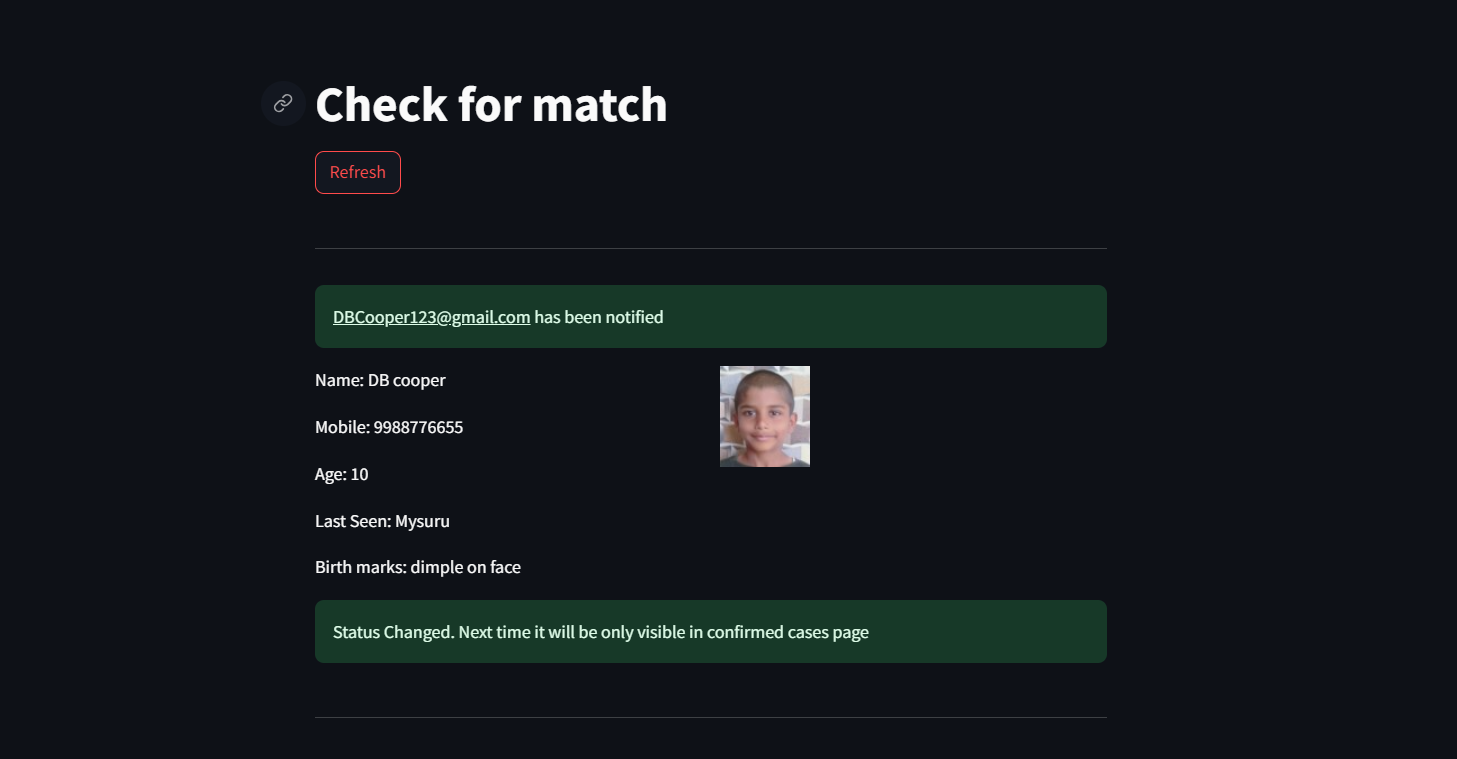 Check for match
Refresh
DBCooper123@gmail.com has been notified
Name: DB cooper
Mobile: 9988776655
Age: 10
Last Seen: Mysuru
Birth marks: dimple on face
Status Changed. Next time it will be only visible in confirmed cases page